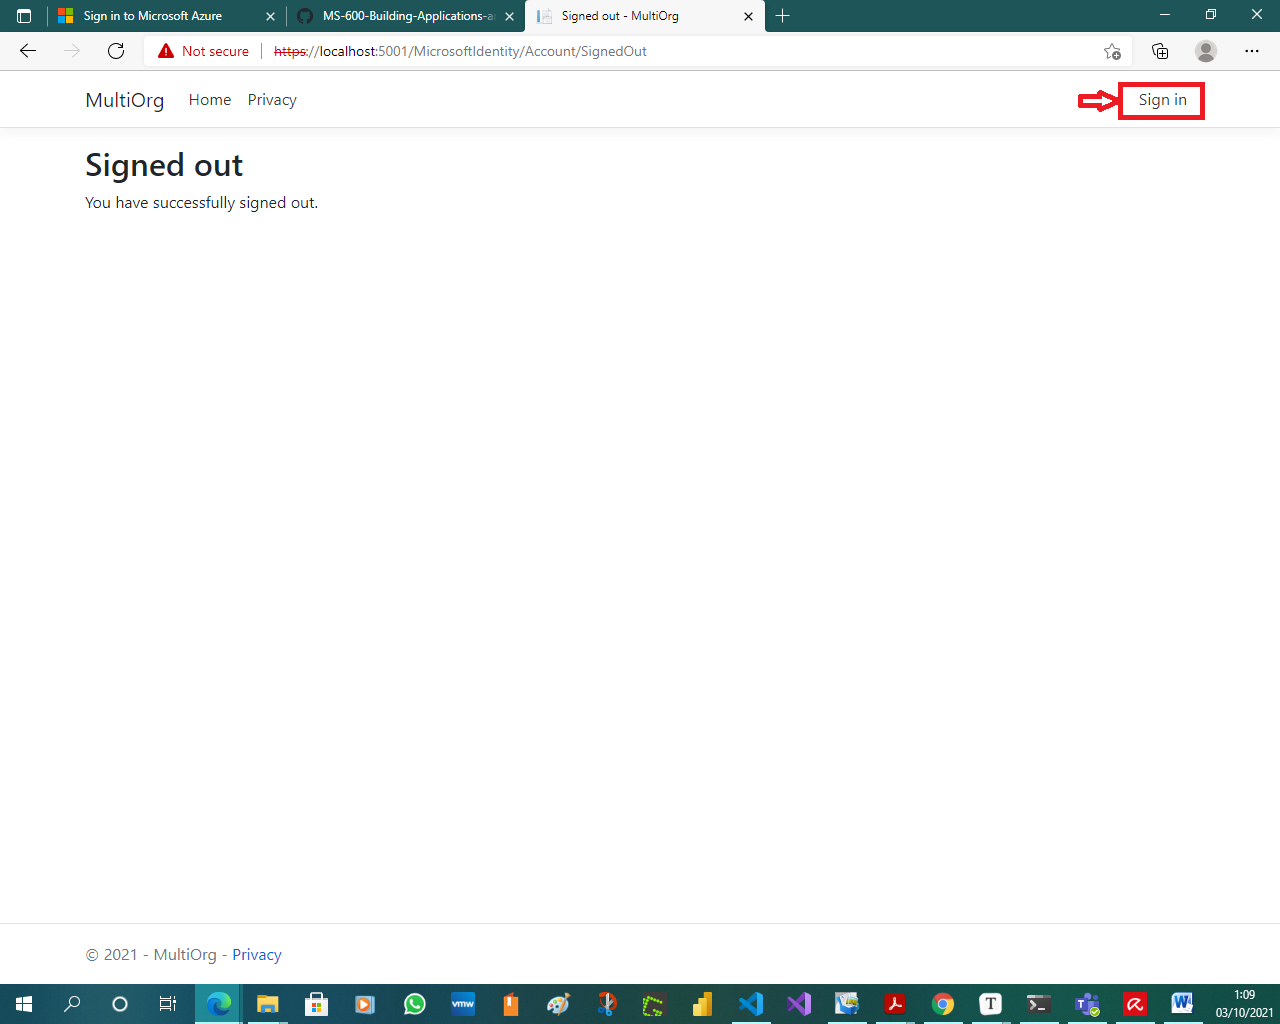 Sign in to Microsoft Azure
MS-600-Building-Applications-a
Signed out - MultiOrg
Not secure
https://localhost:5001/MicrosoftIdentity/Account/SignedOut
MultiOrg Home Privacy Sign in
Signed out
You have successfully signed out.
© 2021 - MultiOrg - Privacy
vmw
T
T
W
1:09
03/10/2021